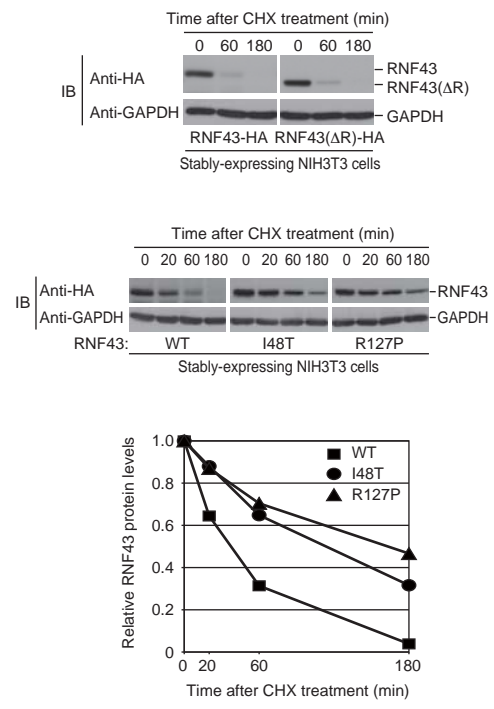 Time after CHX treatment (min)
0 60 180 0 60 180
IB Anti-HA RNF43
RNF43(ΔR)
Anti-GAPDH GAPDH
RNF43-HA RNF43(ΔR)-HA
Stably-expressing NIH3T3 cells
Time after CHX treatment (min)
0 20 60 180 0 20 60 180 0 20 60 180
IB Anti-HA RNF43
Anti-GAPDH GAPDH
RNF43: WT I48T R127P
Stably-expressing NIH3T3 cells
Relative RNF43 protein levels
1.0
0.8
0.6
0.4
0.2
0
WT
I48T
R127P
0 20 60 180
Time after CHX treatment (min)